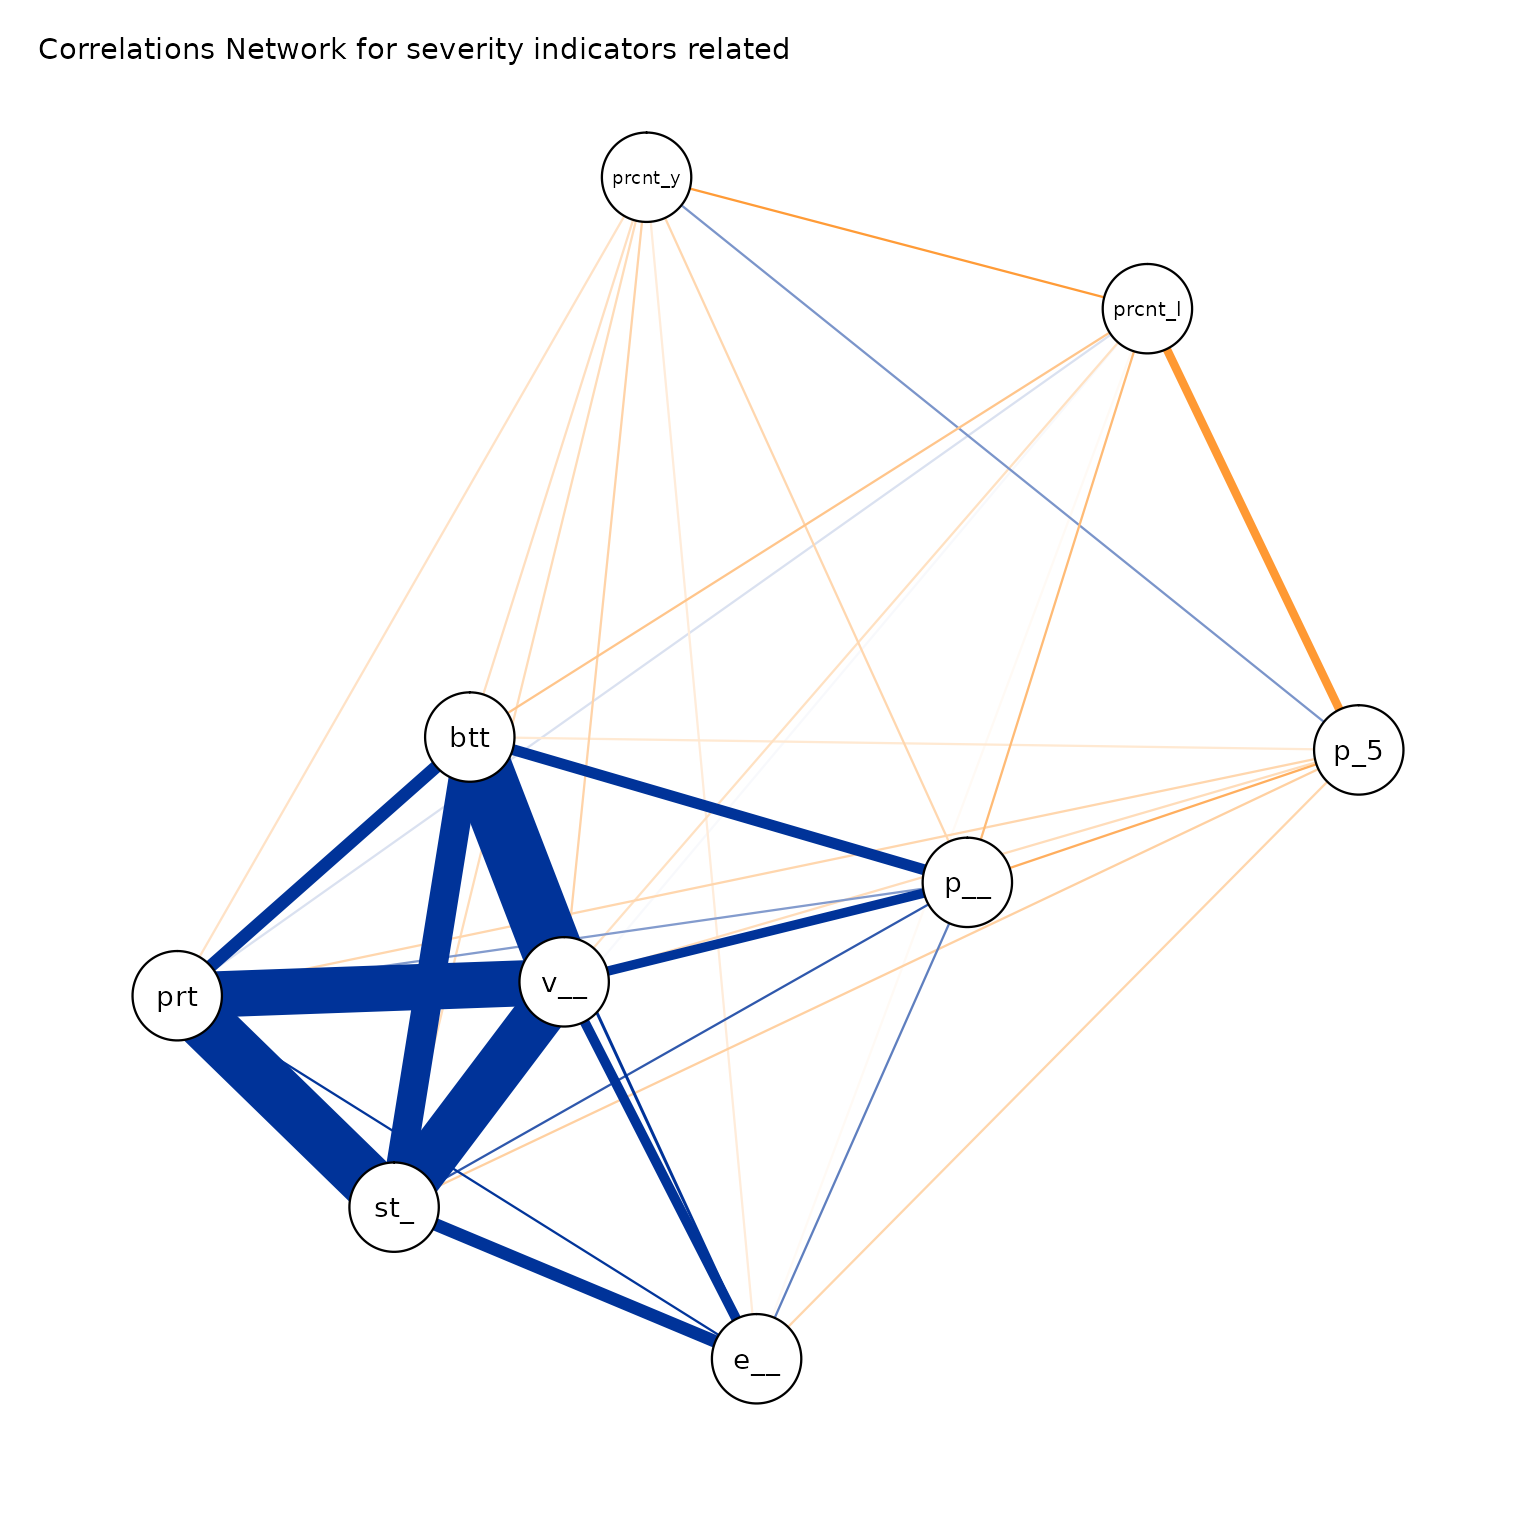 Correlations Network for severity indicators related
prcnt_y
prcnt_l
btt
p_5
p__
v__
prt
st_
e__